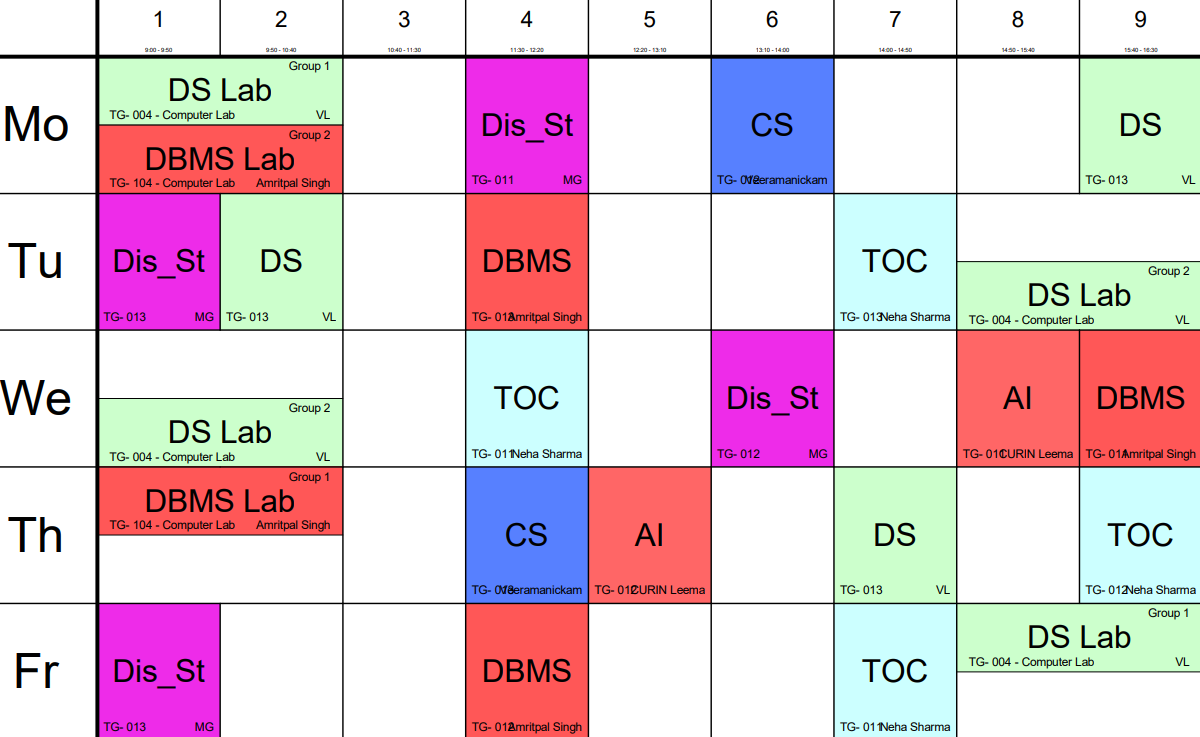 1 2 3 4 5 6 7 8 9
9:00 - 9:50 9:50 - 10:40 10:40 - 11:30 11:30 - 12:20 12:20 - 13:10 13:10 - 14:00 14:00 - 14:50 14:50 - 15:40 15:40 - 16:30
Mo
Group 1
DS Lab
TG- 004 - Computer Lab VL
Group 2
DBMS Lab
TG- 104 - Computer Lab Amritpal Singh
Dis_St
TG- 011 MG
CS
TG- Veeramanickam
DS
TG- 013 VL
Tu
Dis_St
TG- 013 MG
DS
TG- 013 VL
DBMS
TG- Amritpal Singh
TOC
TG- 013 Neha Sharma
Group 2
DS Lab
TG- 004 - Computer Lab VL
We
Group 2
DS Lab
TG- 004 - Computer Lab VL
TOC
TG- 011 Neha Sharma
Dis_St
TG- 012 MG
AI
TG- CURIN Leema
DBMS
TG- Amritpal Singh
Th
Group 1
DBMS Lab
TG- 104 - Computer Lab Amritpal Singh
CS
TG- Veeramanickam
AI
TG- CURIN Leema
DS
TG- 013 VL
TOC
TG- 012 Neha Sharma
Fr
Dis_St
TG- 013 MG
DBMS
TG- Amritpal Singh
TOC
TG- 011 Neha Sharma
Group 1
DS Lab
TG- 004 - Computer Lab VL